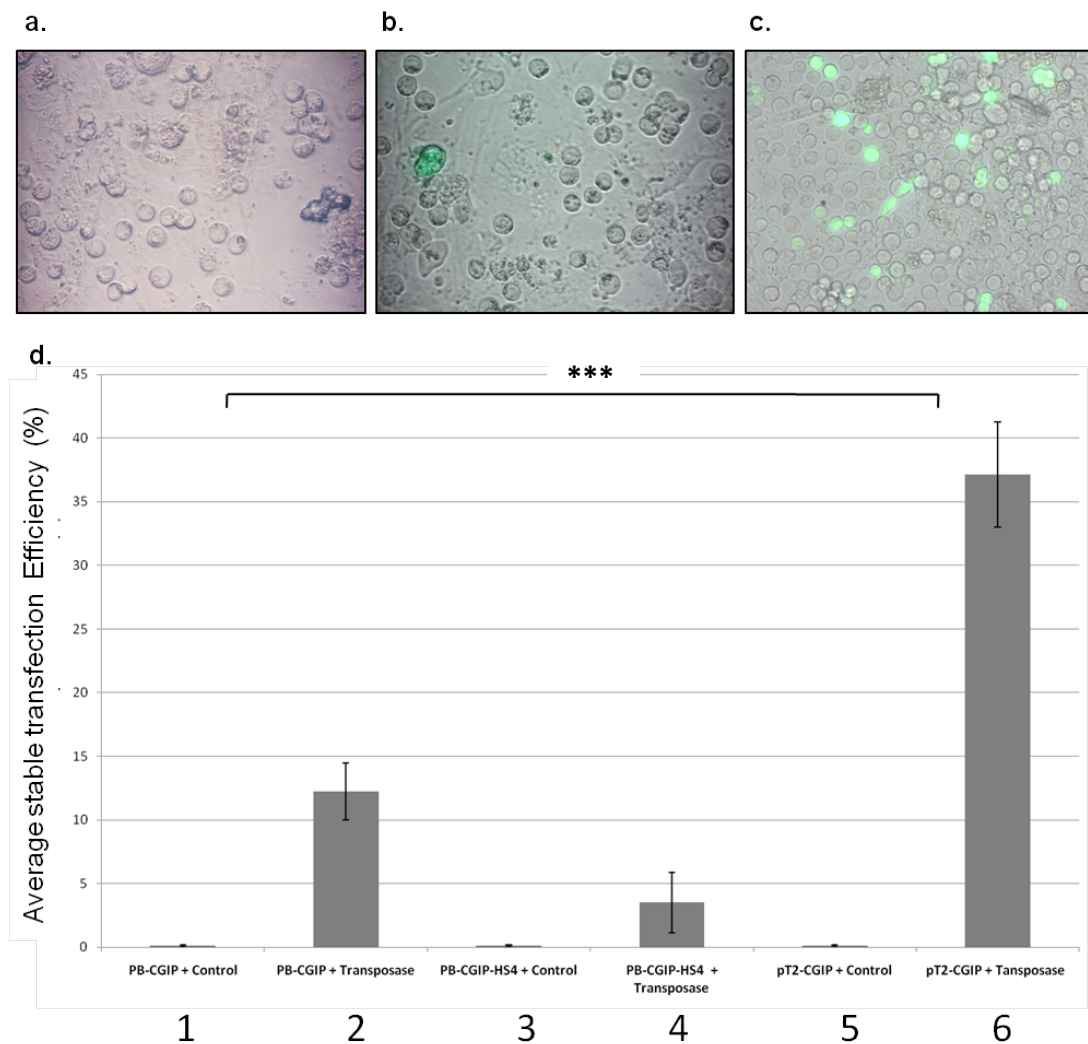 a.
b.
c.
d.
***
Average stable transfection Efficiency (%)
45
40
35
30
25
20
15
10
5
0
PB-CGIP + Control
PB-CGIP + Transposase
PB-CGIP-HS4 + Control
PB-CGIP-HS4 +
Transposase
pT2-CGIP + Control
pT2-CGIP + Tansposase
1
2
3
4
5
6